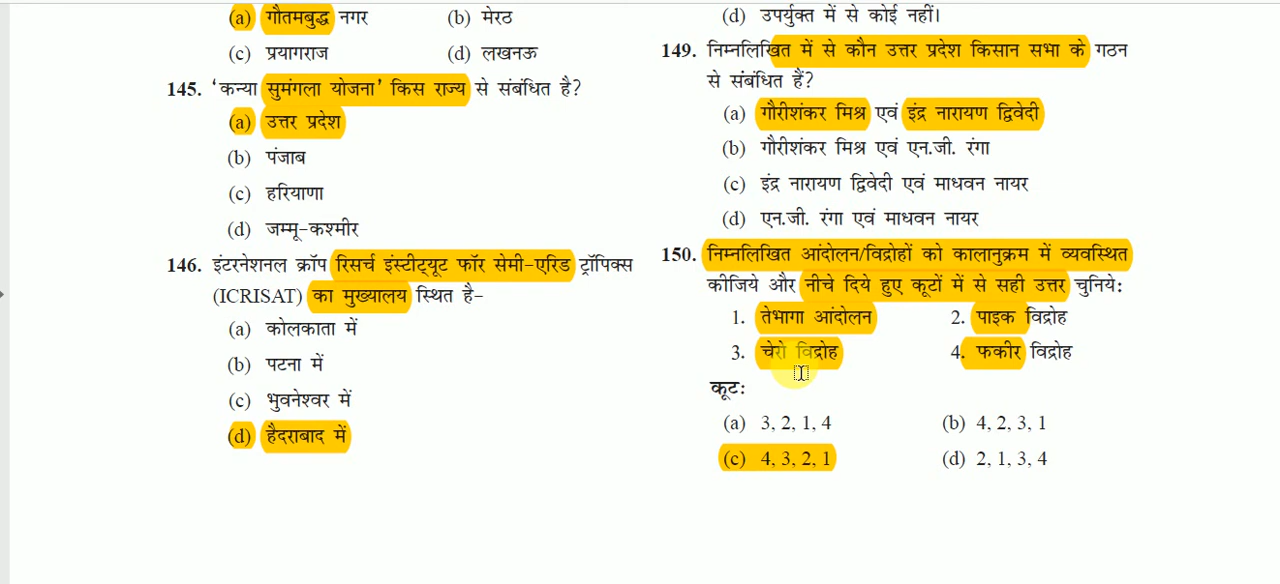 (a) गौतमबुद्ध नगर (b) मेरठ
(c) प्रयागराज (d) लखनऊ
145. ‘कन्या सुमंगला योजना’ किस राज्य से संबंधित है?
(a) उत्तर प्रदेश
(b) पंजाब
(c) हरियाणा
(d) जम्मू-कश्मीर
146. इंटरनेशनल क्रॉप रिसर्च इंस्टीट्यूट फॉर सेमी-एरिड ट्रॉपिक्स
(ICRISAT) का मुख्यालय स्थित है-
(a) कोलकाता में
(b) पटना में
(c) भुवनेश्वर में
(d) हैदराबाद में
(d) उपर्युक्त में से कोई नहीं।
149. निम्नलिखित में से कौन उत्तर प्रदेश किसान सभा के गठन
से संबंधित हैं?
(a) गौरीशंकर मिश्र एवं इंद्र नारायण द्विवेदी
(b) गौरीशंकर मिश्र एवं एन.जी. रंगा
(c) इंद्र नारायण द्विवेदी एवं माधवन नायर
(d) एन.जी. रंगा एवं माधवन नायर
150. निम्नलिखित आंदोलन/विद्रोहों को कालानुक्रम में व्यवस्थित
कीजिये और नीचे दिये हुए कूटों में से सही उत्तर चुनिये:
1. तेभागा आंदोलन 2. पाइक विद्रोह
3. चेरो विद्रोह 4. फकीर विद्रोह
कूट:
(a) 3, 2, 1, 4 (b) 4, 2, 3, 1
(c) 4, 3, 2, 1 (d) 2, 1, 3, 4